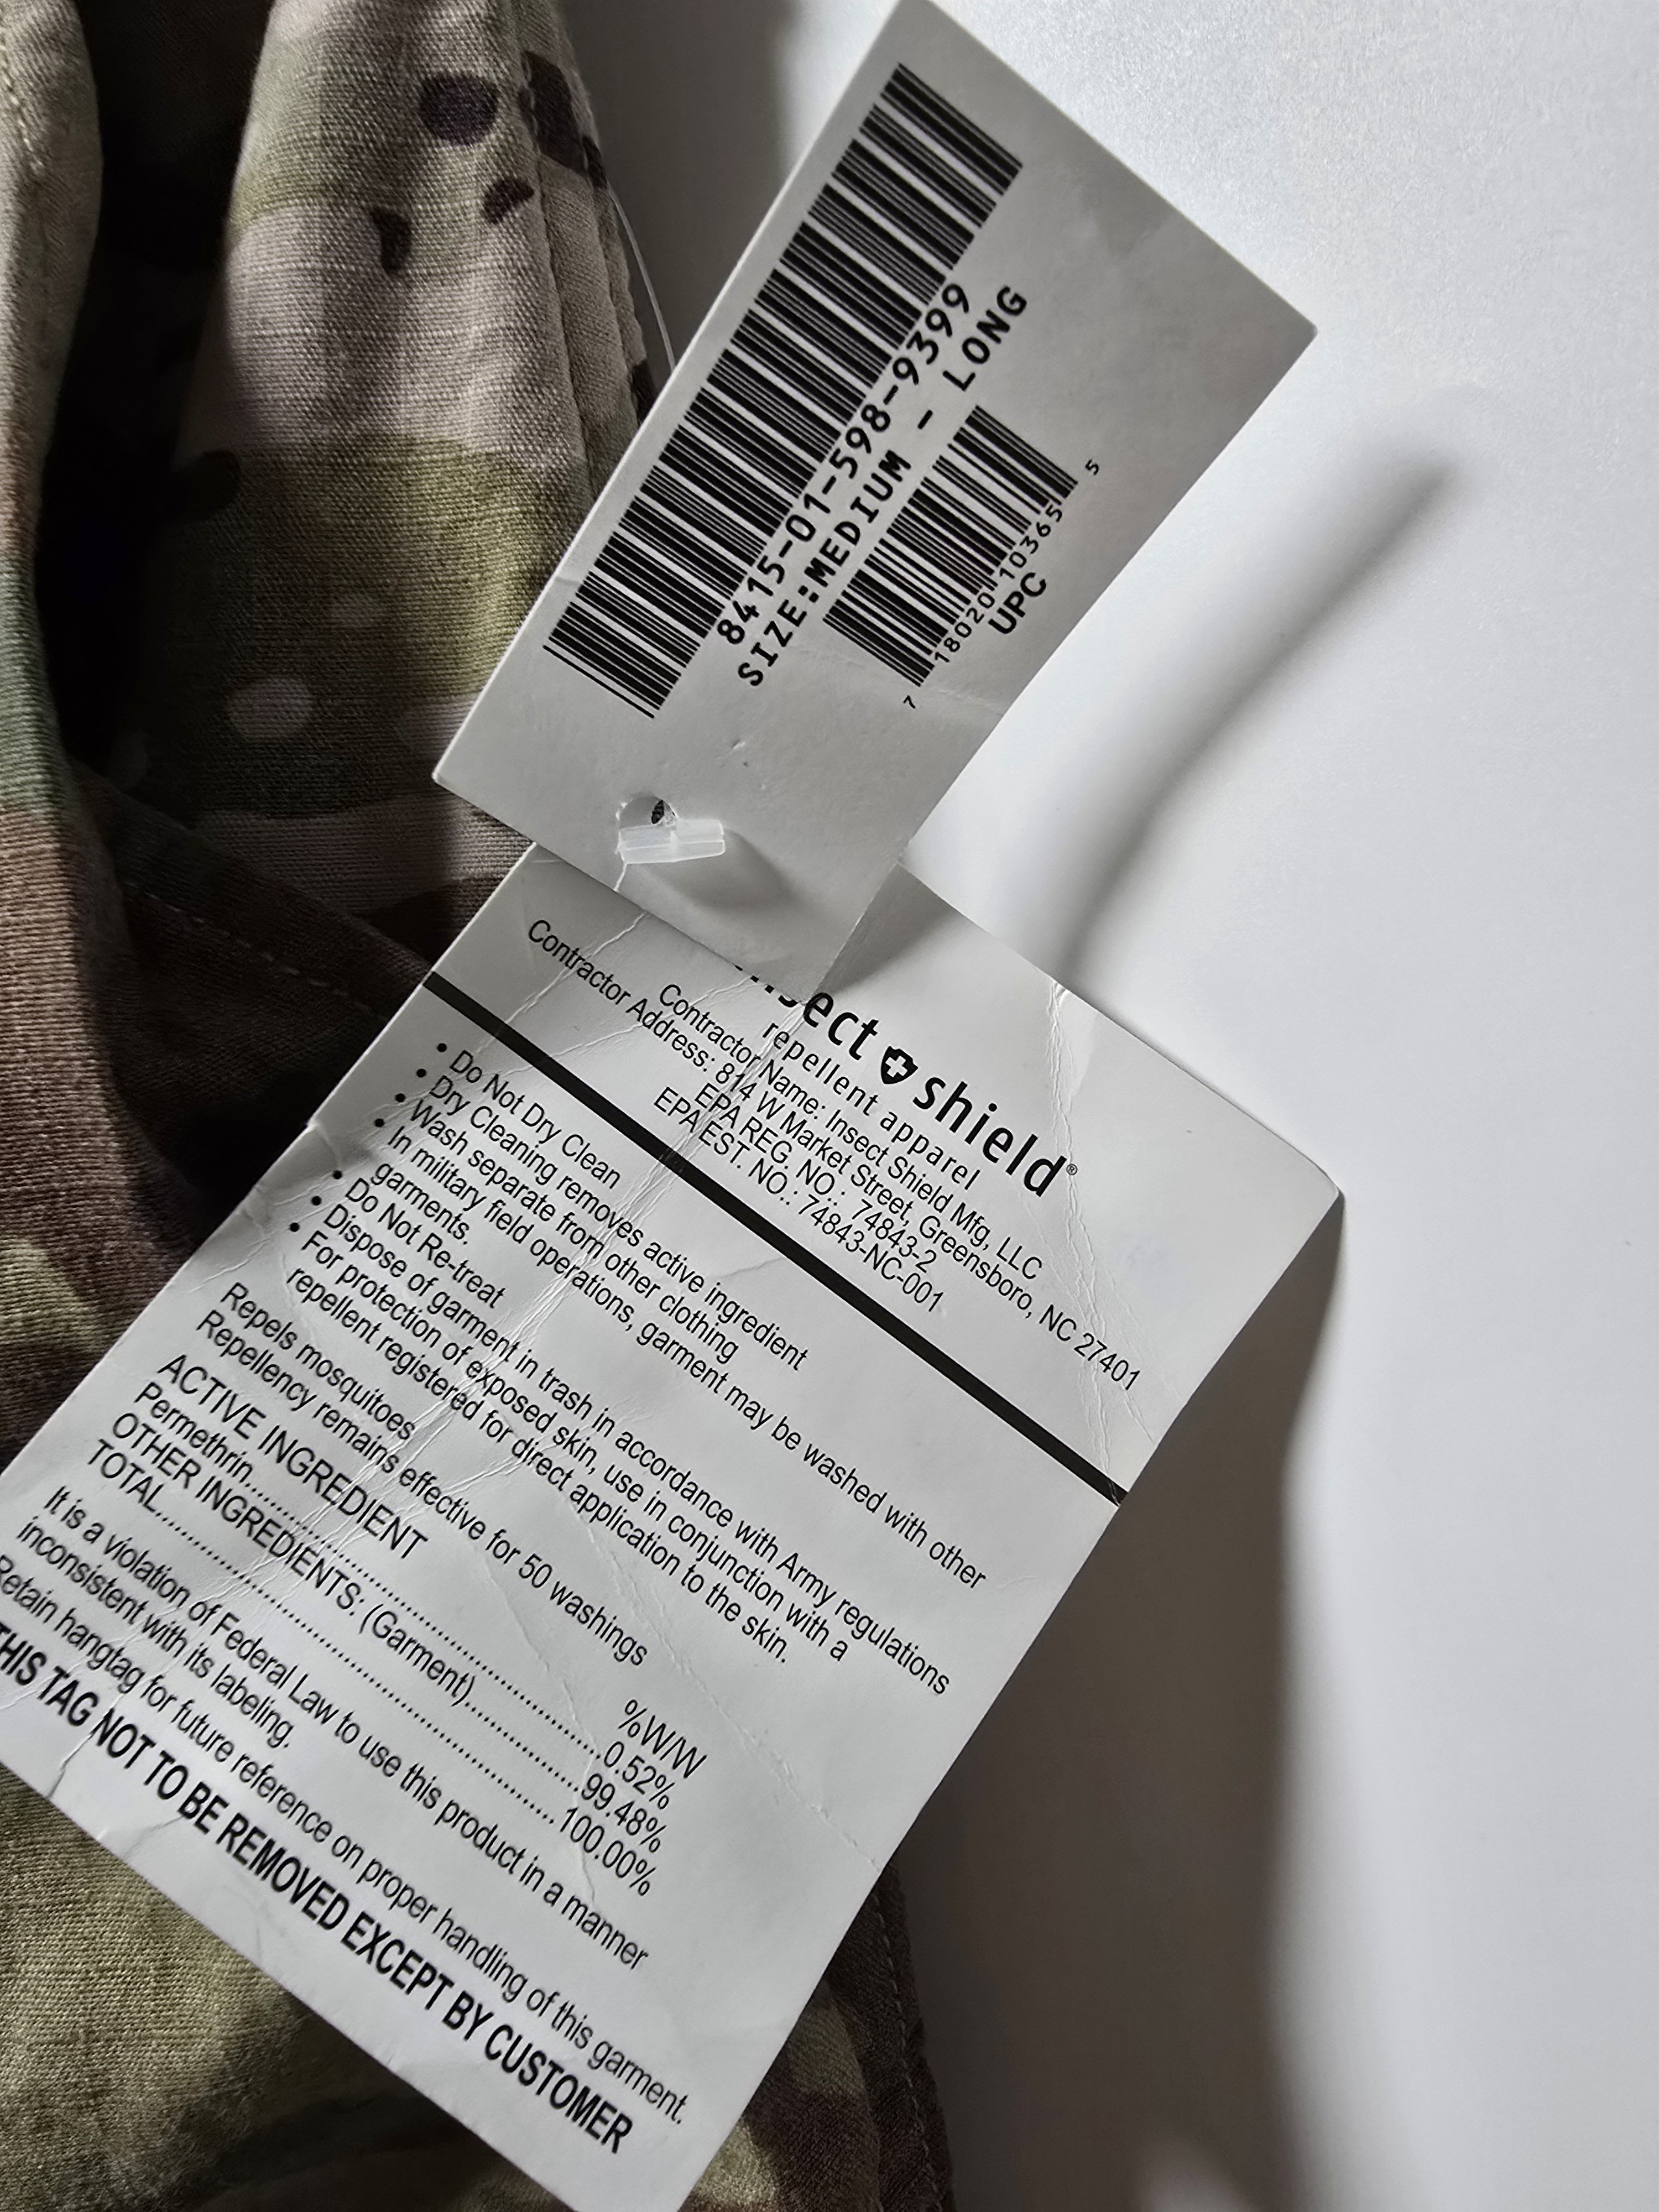 8415-01-598-9399
SIZE:MEDIUM - LONG
7 18020 10365 5
UPC
insect shield®
repellent apparel
Contractor Name: Insect Shield Mfg, LLC
Contractor Address: 814 W Market Street, Greensboro, NC 27401
EPA REG. NO.: 74843-2
EPA EST. NO.: 74843-NC-001
• Do Not Dry Clean
• Dry Cleaning removes active ingredient
• Wash separate from other clothing
• In military field operations, garment may be washed with other
garments.
• Do Not Re-treat
• Dispose of garment in trash in accordance with Army regulations
• For protection of exposed skin, use in conjunction with a
repellent registered for direct application to the skin.
Repels mosquitoes
Repellency remains effective for 50 washings
ACTIVE INGREDIENT %W/W
Permethrin..............................................0.52%
OTHER INGREDIENTS: (Garment)................99.48%
TOTAL......................................................100.00%
It is a violation of Federal Law to use this product in a manner
inconsistent with its labeling.
Retain hangtag for future reference on proper handling of this garment.
THIS TAG NOT TO BE REMOVED EXCEPT BY CUSTOMER